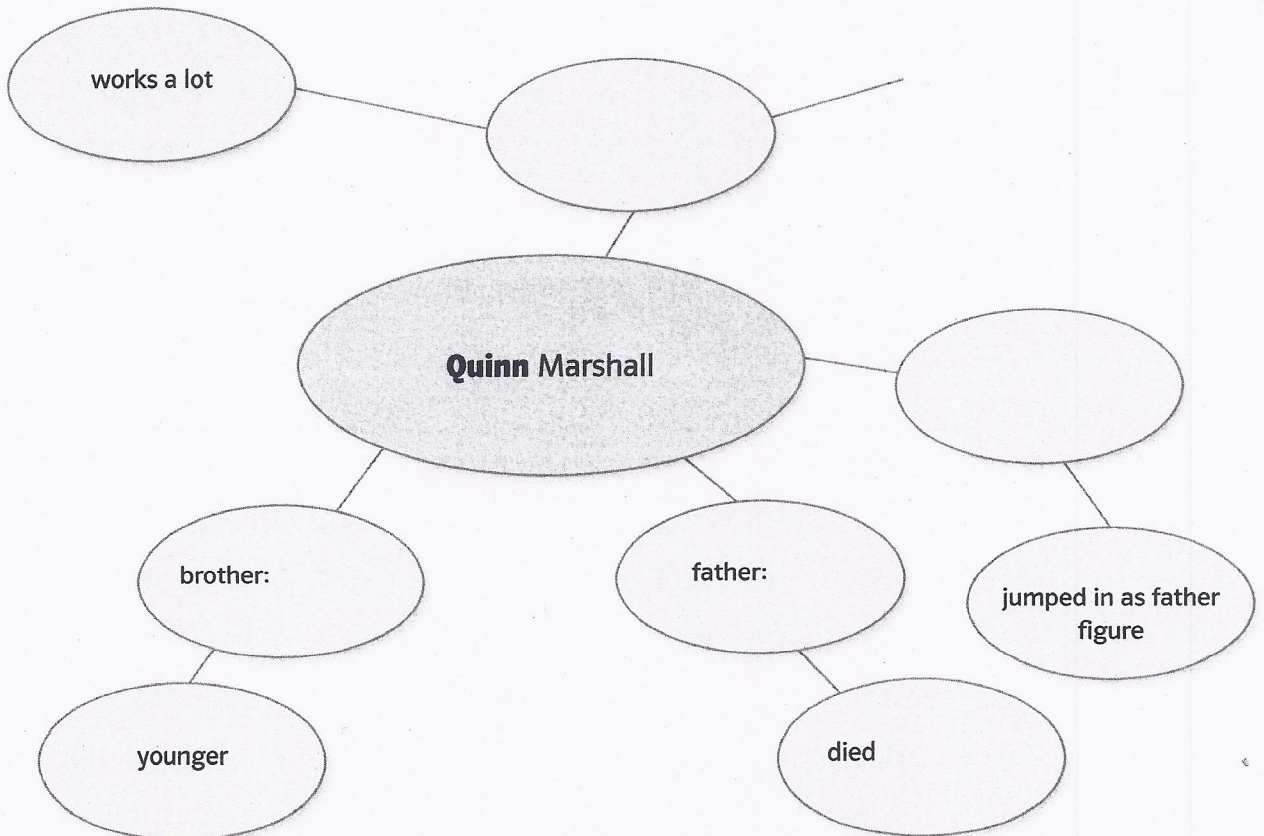 works a lot
Quinn Marshall
brother:
father:
jumped in as father
figure
younger
died